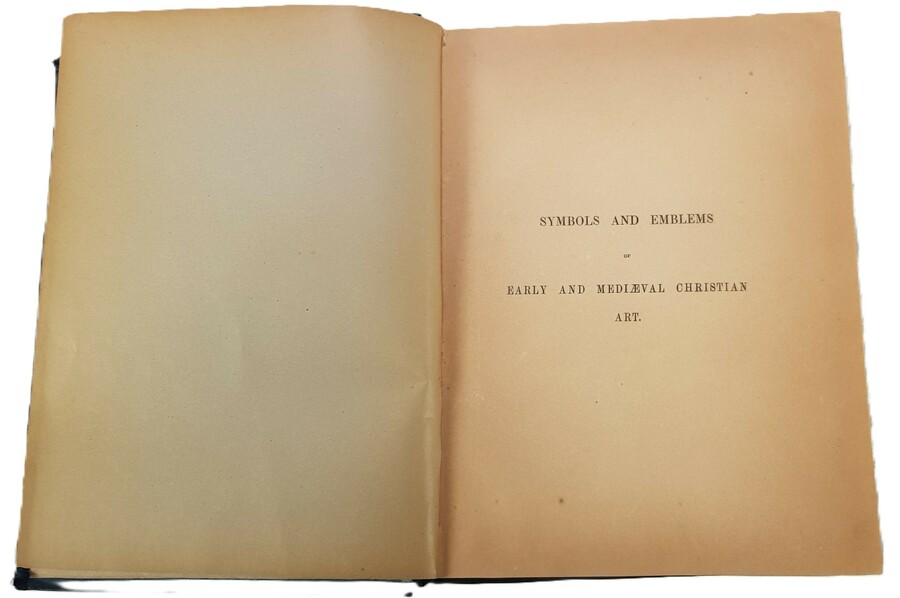 SYMBOLS AND EMBLEMS
OF
EARLY AND MEDIÆVAL CHRISTIAN
ART.